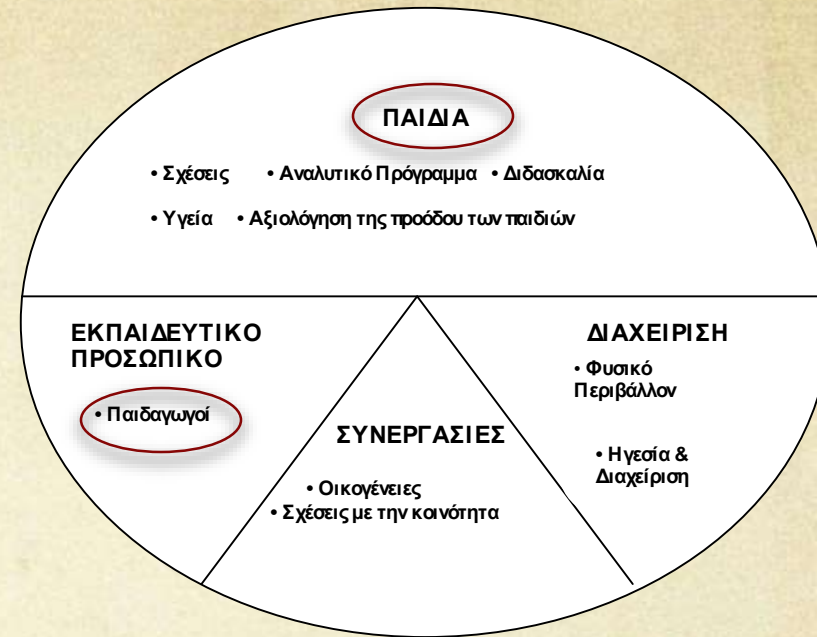 ΠΑΙΔΙΑ
• Σχέσεις • Αναλυτικό Πρόγραμμα • Διδασκαλία
• Υγεία • Αξιολόγηση της προόδου των παιδιών
ΕΚΠΑΙΔΕΥΤΙΚΟ
ΠΡΟΣΩΠΙΚΟ
• Παιδαγωγοί
ΣΥΝΕΡΓΑΣΙΕΣ
• Οικογένειες
• Σχέσεις με την κοινότητα
ΔΙΑΧΕΙΡΙΣΗ
• Φυσικό
Περιβάλλον
• Ηγεσία &
Διαχείριση